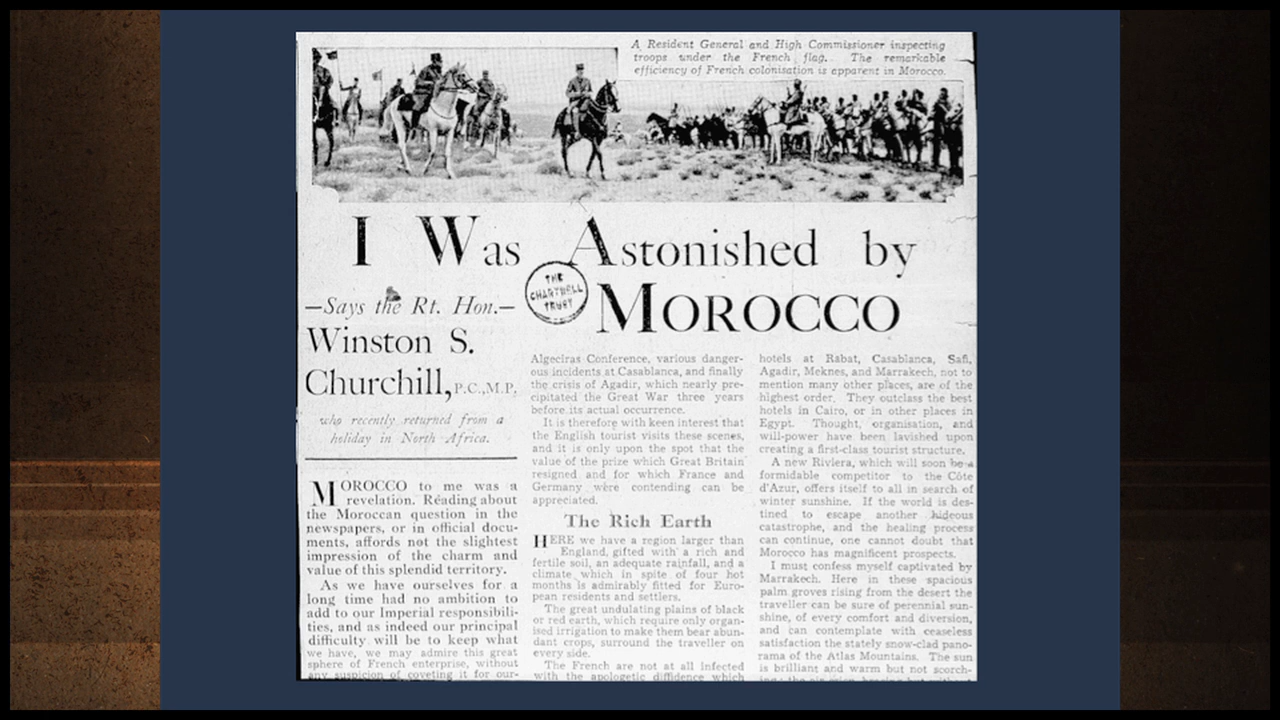 A Resident General and High Commissioner inspecting
troops under the French flag. The remarkable
efficiency of French colonisation is apparent in Morocco.
I Was Astonished by
MOROCCO
THE
CHARTWELL
TRUST
—Says the Rt. Hon.—
Winston S.
Churchill, P.C., M.P.
who recently returned from a
holiday in North Africa.
MOROCCO to me was a
revelation. Reading about
the Moroccan question in the
newspapers, or in official docu-
ments, affords not the slightest
impression of the charm and
value of this splendid territory.
As we have ourselves for a
long time had no ambition to
add to our Imperial responsibili-
ties, and as indeed our principal
difficulty will be to keep what
we have, we may admire this great
sphere of French enterprise, without
any suspicion of coveting it for our-
Algeciras Conference, various danger-
ous incidents at Casablanca, and finally
the crisis of Agadir, which nearly pre-
cipitated the Great War three years
before its actual occurrence.
It is therefore with keen interest that
the English tourist visits these scenes,
and it is only upon the spot that the
value of the prize which Great Britain
resigned and for which France and
Germany were contending can be
appreciated.
The Rich Earth
HERE we have a region larger than
England, gifted with a rich and
fertile soil, an adequate rainfall, and a
climate which in spite of four hot
months is admirably fitted for Euro-
pean residents and settlers.
The great undulating plains of black
or red earth, which require only organ-
ised irrigation to make them bear abun-
dant crops, surround the traveller on
every side.
The French are not at all infected
with the apologetic diffidence which
hotels at Rabat, Casablanca, Safi,
Agadir, Meknes, and Marrakech, not to
mention many other places, are of the
highest order. They outclass the best
hotels in Cairo, or in other places in
Egypt. Thought, organisation, and
will-power have been lavished upon
creating a first-class tourist structure.
A new Riviera, which will soon be a
formidable competitor to the Côte
d'Azur, offers itself to all in search of
winter sunshine. If the world is des-
tined to escape another hideous
catastrophe, and the healing process
can continue, one cannot doubt that
Morocco has magnificent prospects.
I must confess myself captivated by
Marrakech. Here in these spacious
palm groves rising from the desert the
traveller can be sure of perennial sun-
shine, of every comfort and diversion,
and can contemplate with ceaseless
satisfaction the stately snow-clad pano-
rama of the Atlas Mountains. The sun
is brilliant and warm but not scorch-